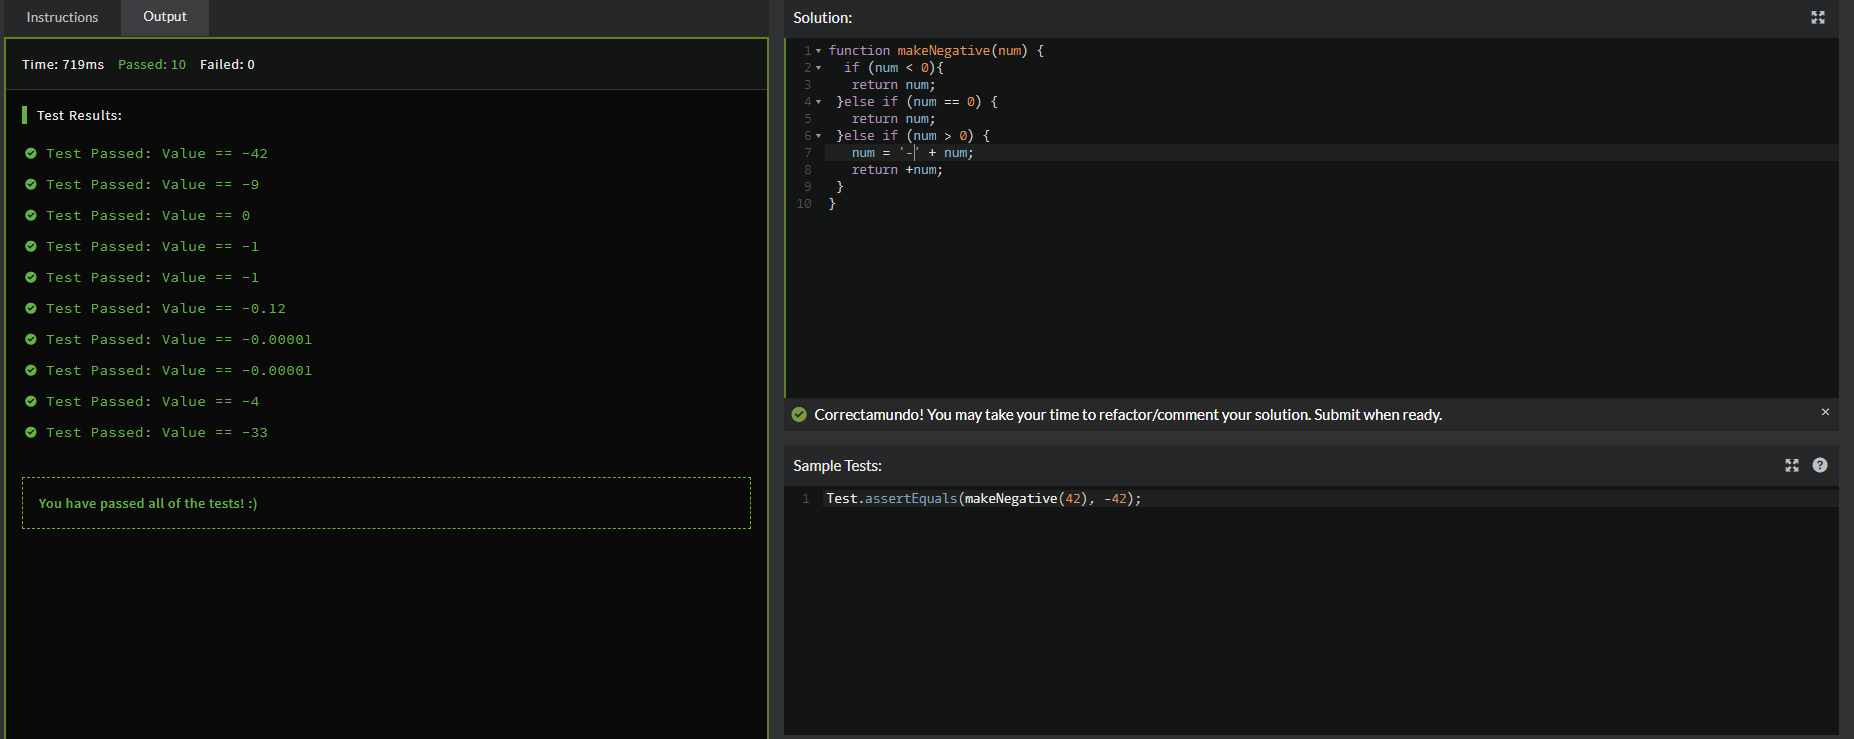 Instructions Output
Time: 719ms Passed: 10 Failed: 0
Test Results:
Test Passed: Value == -42
Test Passed: Value == -9
Test Passed: Value == 0
Test Passed: Value == -1
Test Passed: Value == -1
Test Passed: Value == -0.12
Test Passed: Value == -0.00001
Test Passed: Value == -0.00001
Test Passed: Value == -4
Test Passed: Value == -33
You have passed all of the tests! :)
Solution:
1 function makeNegative(num) {
2 if (num < 0){
3 return num;
4 }else if (num == 0) {
5 return num;
6 }else if (num > 0) {
7 num = '-' + num;
8 return +num;
9 }
10 }
Correctamundo! You may take your time to refactor/comment your solution. Submit when ready. ×
Sample Tests: ?
1 Test.assertEquals(makeNegative(42), -42);